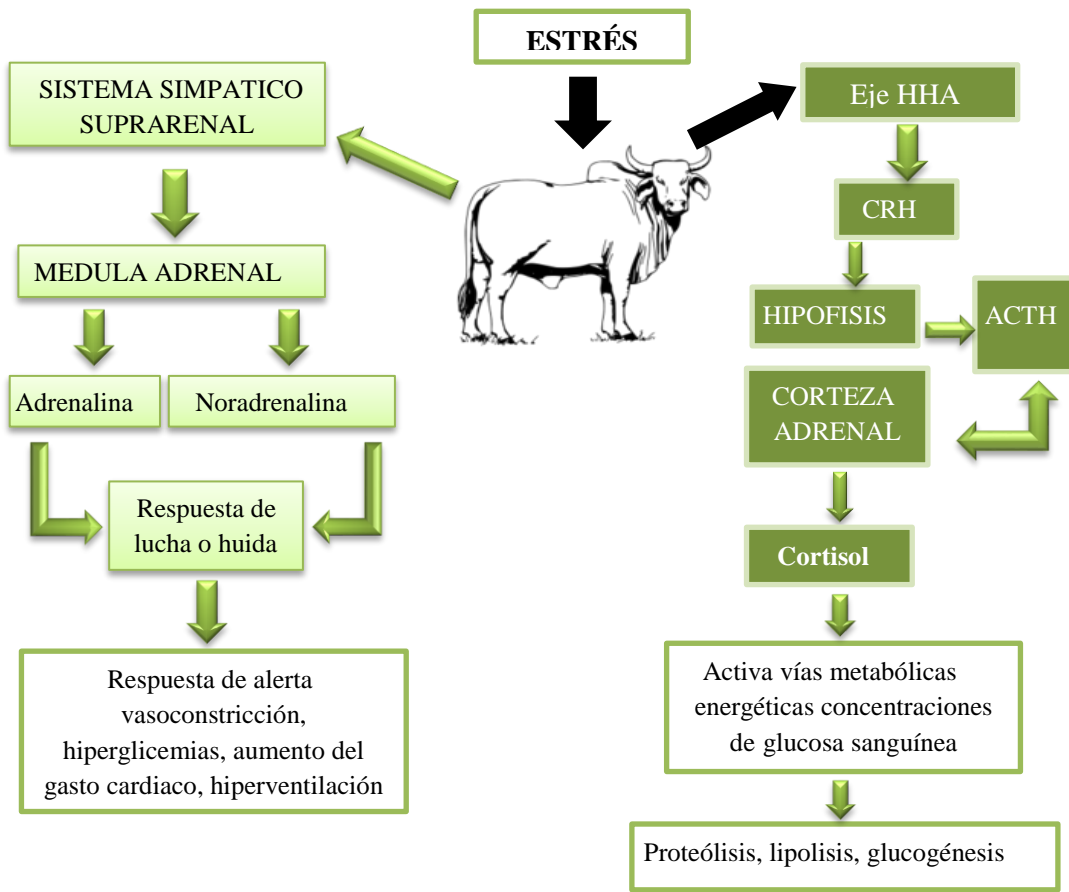 ESTRÉS
SISTEMA SIMPATICO
SUPRARENAL
MEDULA ADRENAL
Adrenalina
Noradrenalina
Respuesta de
lucha o huida
Respuesta de alerta
vasoconstricción,
hiperglicemias, aumento del
gasto cardiaco, hiperventilación
Eje HHA
CRH
HIPOFISIS
ACTH
CORTEZA
ADRENAL
Cortisol
Activa vías metabólicas
energéticas concentraciones
de glucosa sanguínea
Proteólisis, lipolisis, glucogénesis